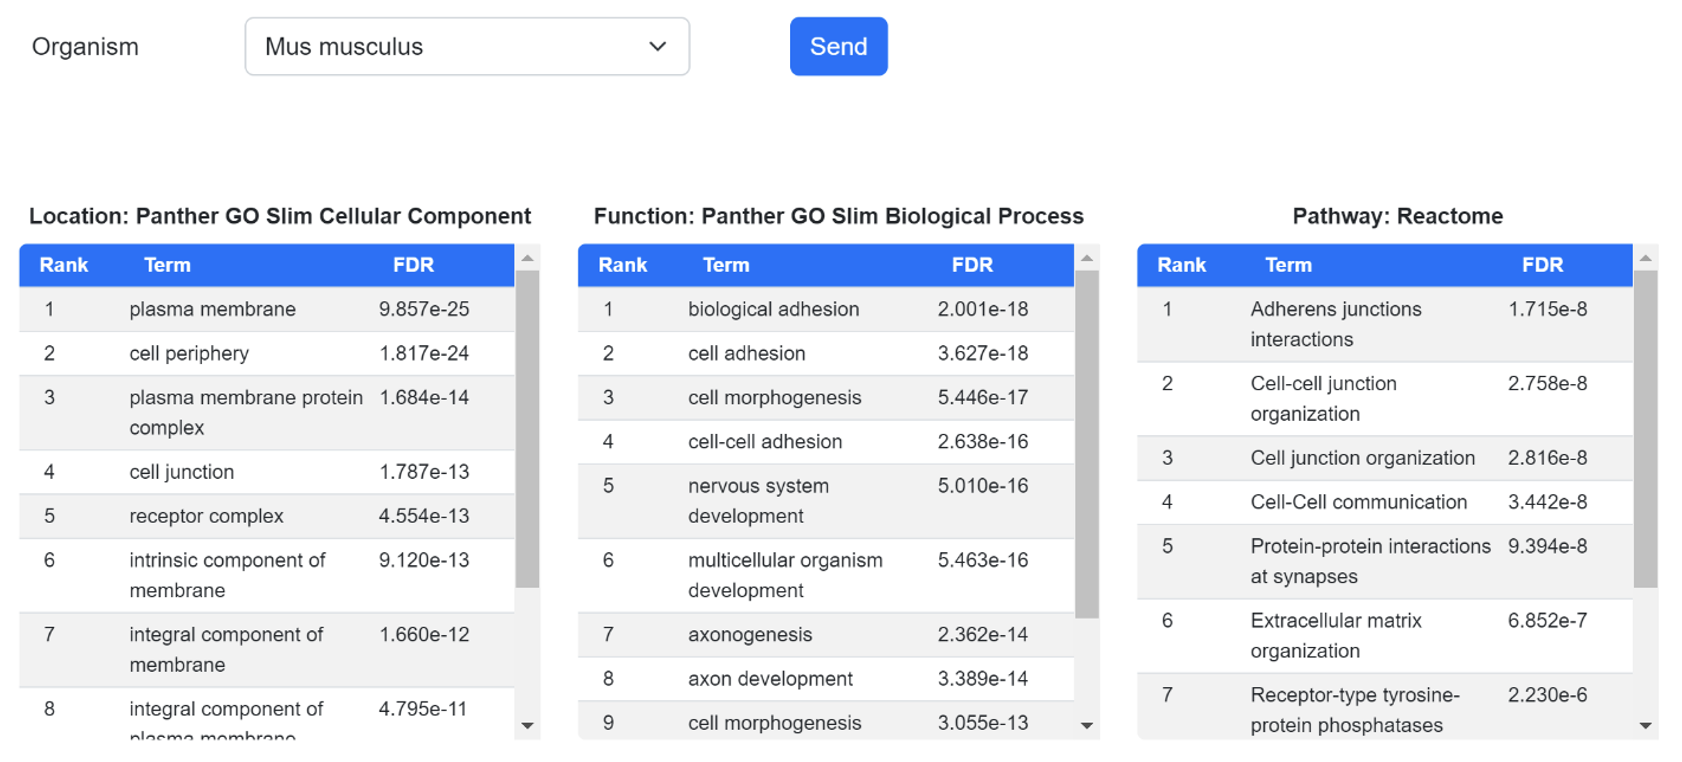 Organism
Mus musculus
Send
Location: Panther GO Slim Cellular Component
Rank Term FDR
1 plasma membrane 9.857e-25
2 cell periphery 1.817e-24
3 plasma membrane protein 1.684e-14
complex
4 cell junction 1.787e-13
5 receptor complex 4.554e-13
6 intrinsic component of 9.120e-13
membrane
7 integral component of 1.660e-12
membrane
8 integral component of 4.795e-11
plasma membrane
Function: Panther GO Slim Biological Process
Rank Term FDR
1 biological adhesion 2.001e-18
2 cell adhesion 3.627e-18
3 cell morphogenesis 5.446e-17
4 cell-cell adhesion 2.638e-16
5 nervous system 5.010e-16
development
6 multicellular organism 5.463e-16
development
7 axonogenesis 2.362e-14
8 axon development 3.389e-14
9 cell morphogenesis 3.055e-13
Pathway: Reactome
Rank Term FDR
1 Adherens junctions 1.715e-8
interactions
2 Cell-cell junction 2.758e-8
organization
3 Cell junction organization 2.816e-8
4 Cell-Cell communication 3.442e-8
5 Protein-protein interactions 9.394e-8
at synapses
6 Extracellular matrix 6.852e-7
organization
7 Receptor-type tyrosine- 2.230e-6
protein phosphatases